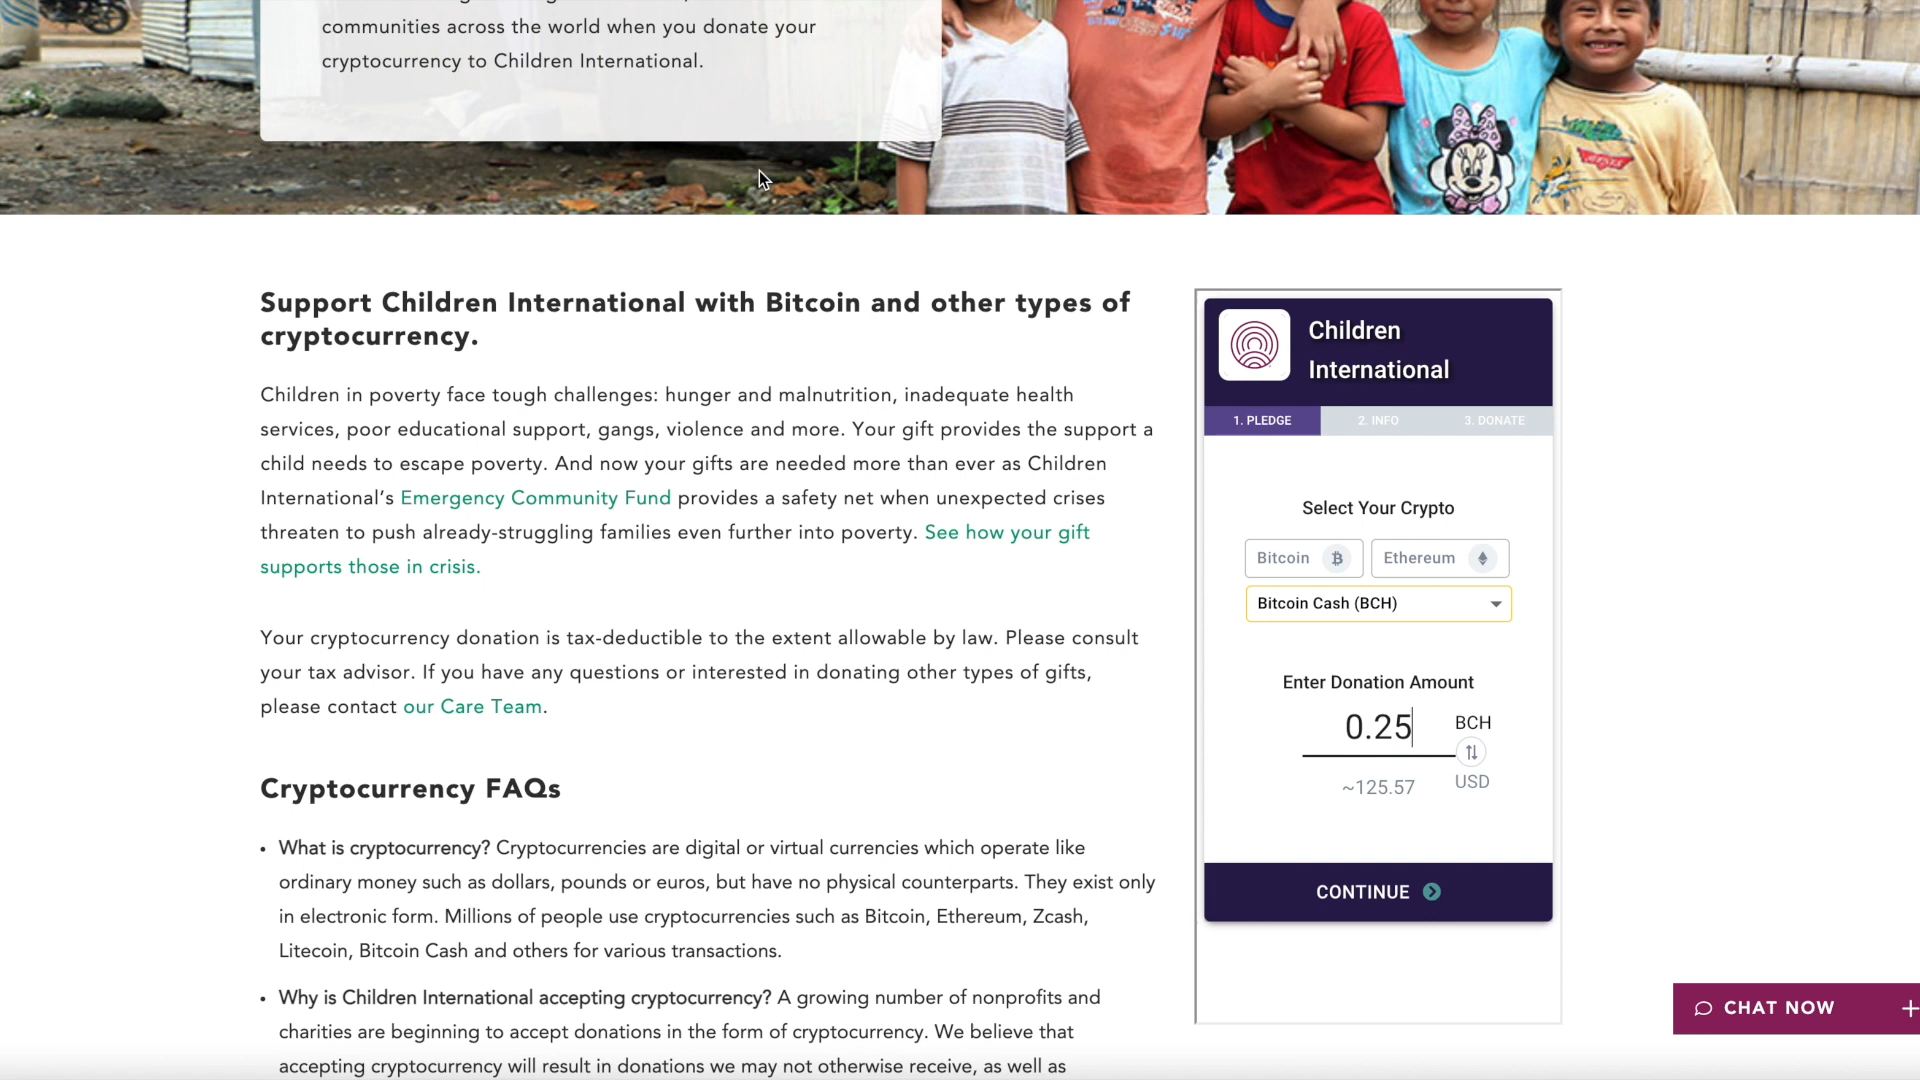 communities across the world when you donate your
cryptocurrency to Children International.
Support Children International with Bitcoin and other types of
cryptocurrency.
Children in poverty face tough challenges: hunger and malnutrition, inadequate health
services, poor educational support, gangs, violence and more. Your gift provides the support a
child needs to escape poverty. And now your gifts are needed more than ever as Children
International’s Emergency Community Fund provides a safety net when unexpected crises
threaten to push already-struggling families even further into poverty. See how your gift
supports those in crisis.
Your cryptocurrency donation is tax-deductible to the extent allowable by law. Please consult
your tax advisor. If you have any questions or interested in donating other types of gifts,
please contact our Care Team.
Cryptocurrency FAQs
• What is cryptocurrency? Cryptocurrencies are digital or virtual currencies which operate like
ordinary money such as dollars, pounds or euros, but have no physical counterparts. They exist only
in electronic form. Millions of people use cryptocurrencies such as Bitcoin, Ethereum, Zcash,
Litecoin, Bitcoin Cash and others for various transactions.
• Why is Children International accepting cryptocurrency? A growing number of nonprofits and
charities are beginning to accept donations in the form of cryptocurrency. We believe that
accepting cryptocurrency will result in donations we may not otherwise receive, as well as
Children
International
1. PLEDGE 2. INFO 3. DONATE
Select Your Crypto
Bitcoin Ethereum
Bitcoin Cash (BCH)
Enter Donation Amount
0.25 BCH
~125.57 USD
CONTINUE
CHAT NOW +